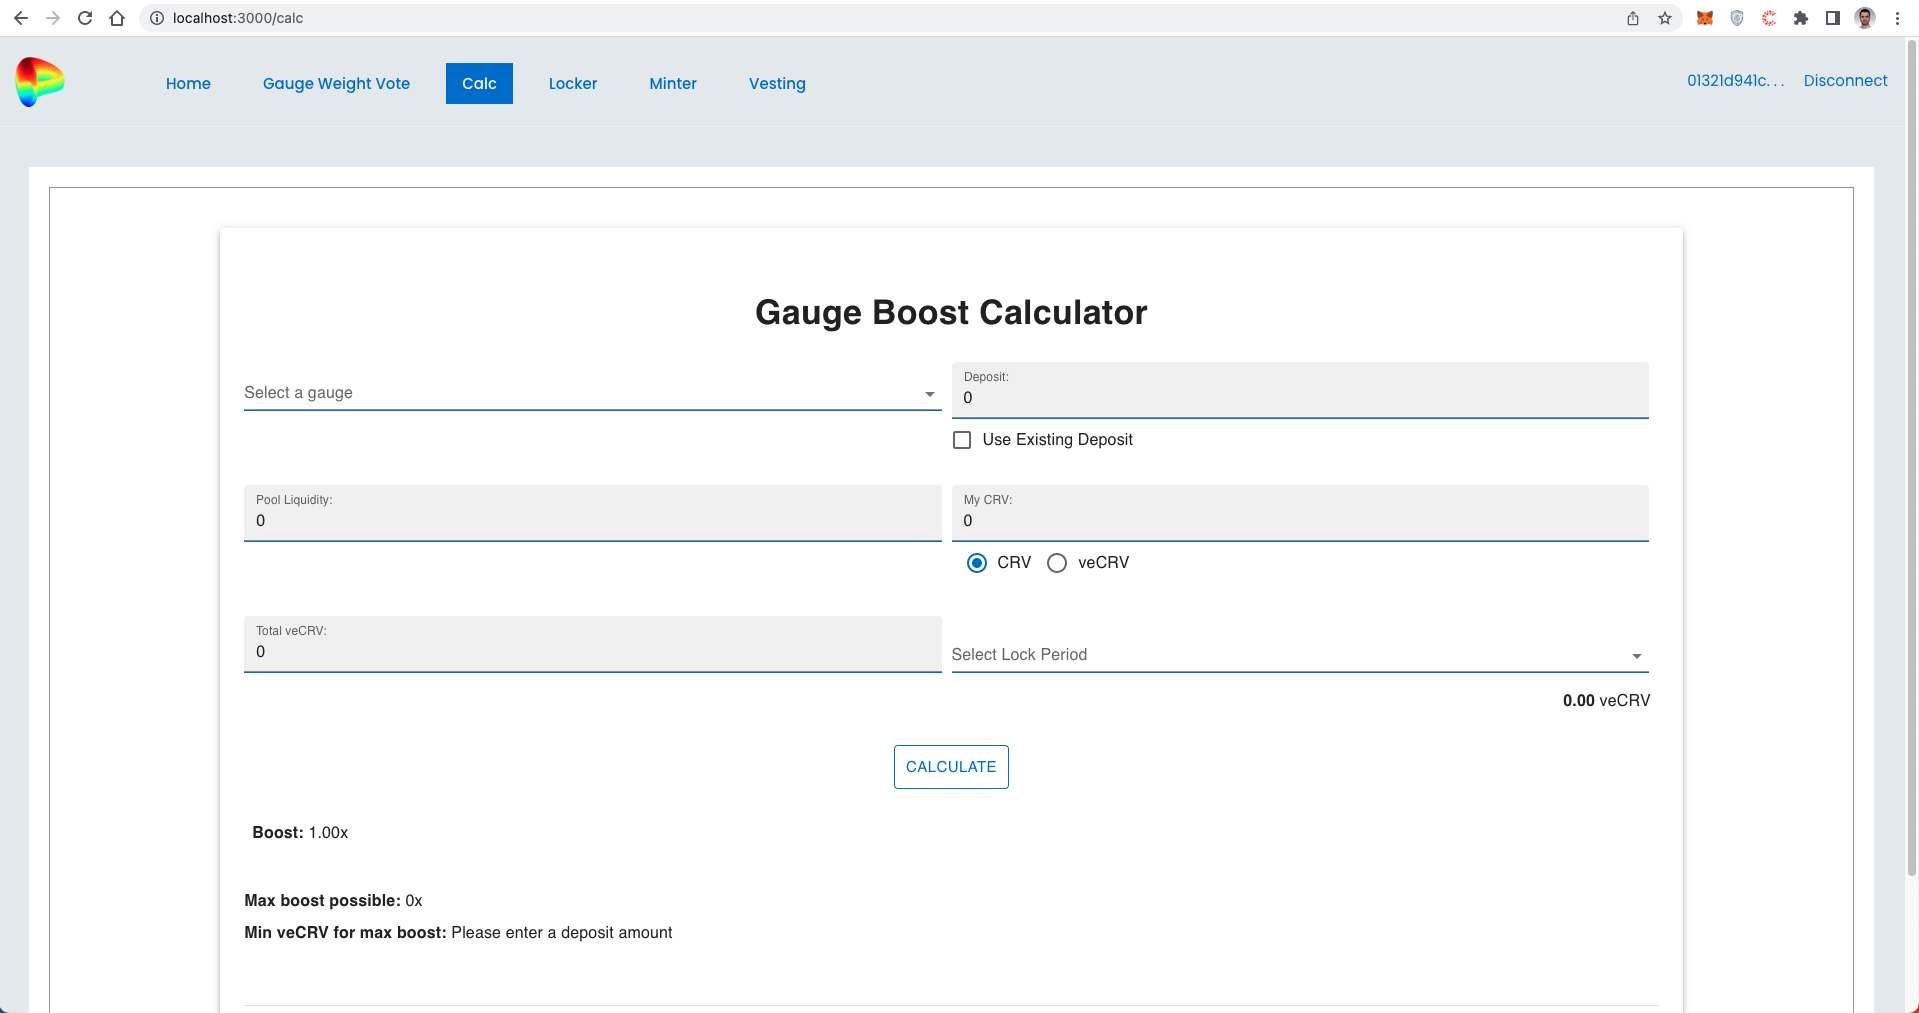 localhost:3000/calc
Home Gauge Weight Vote Calc Locker Minter Vesting 01321d941c... Disconnect
Gauge Boost Calculator
Select a gauge
Deposit:
0
Use Existing Deposit
Pool Liquidity:
0
My CRV:
0
CRV veCRV
Total veCRV:
0
Select Lock Period
0.00 veCRV
CALCULATE
Boost: 1.00x
Max boost possible: 0x
Min veCRV for max boost: Please enter a deposit amount